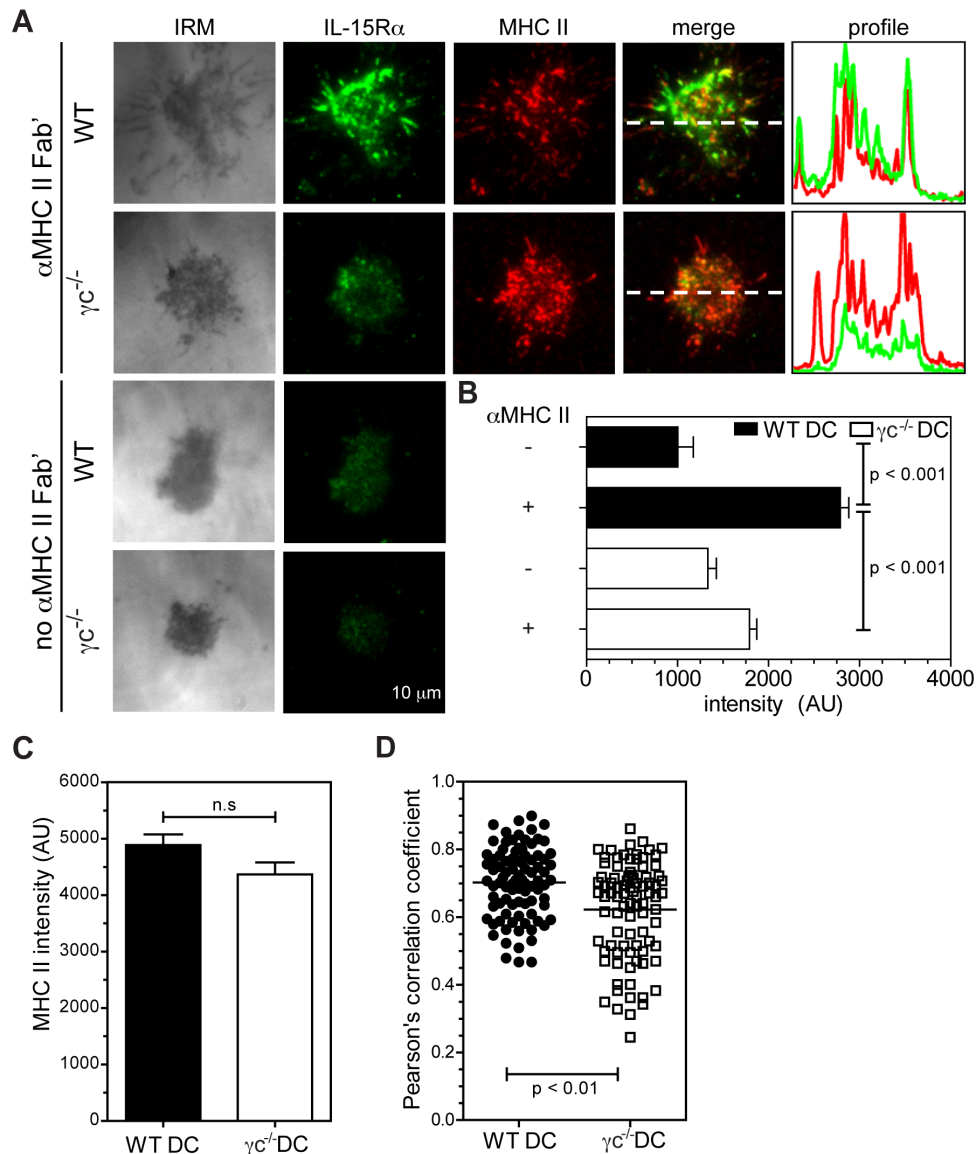 A
IRM IL-15Rα MHC II merge profile
αMHC II Fab'
WT
γc-/-
no αMHC II Fab'
WT
γc-/-
10 μm
B
αMHC II
WT DC γc-/- DC
-
+
-
+
p < 0.001
p < 0.001
0 1000 2000 3000 4000
intensity (AU)
C
MHC II intensity (AU)
6000
5000
4000
3000
2000
1000
0
n.s
WT DC γc-/-DC
D
Pearson's correlation coefficient
1.0
0.8
0.6
0.4
0.2
0.0
p < 0.01
WT DC γc-/-DC